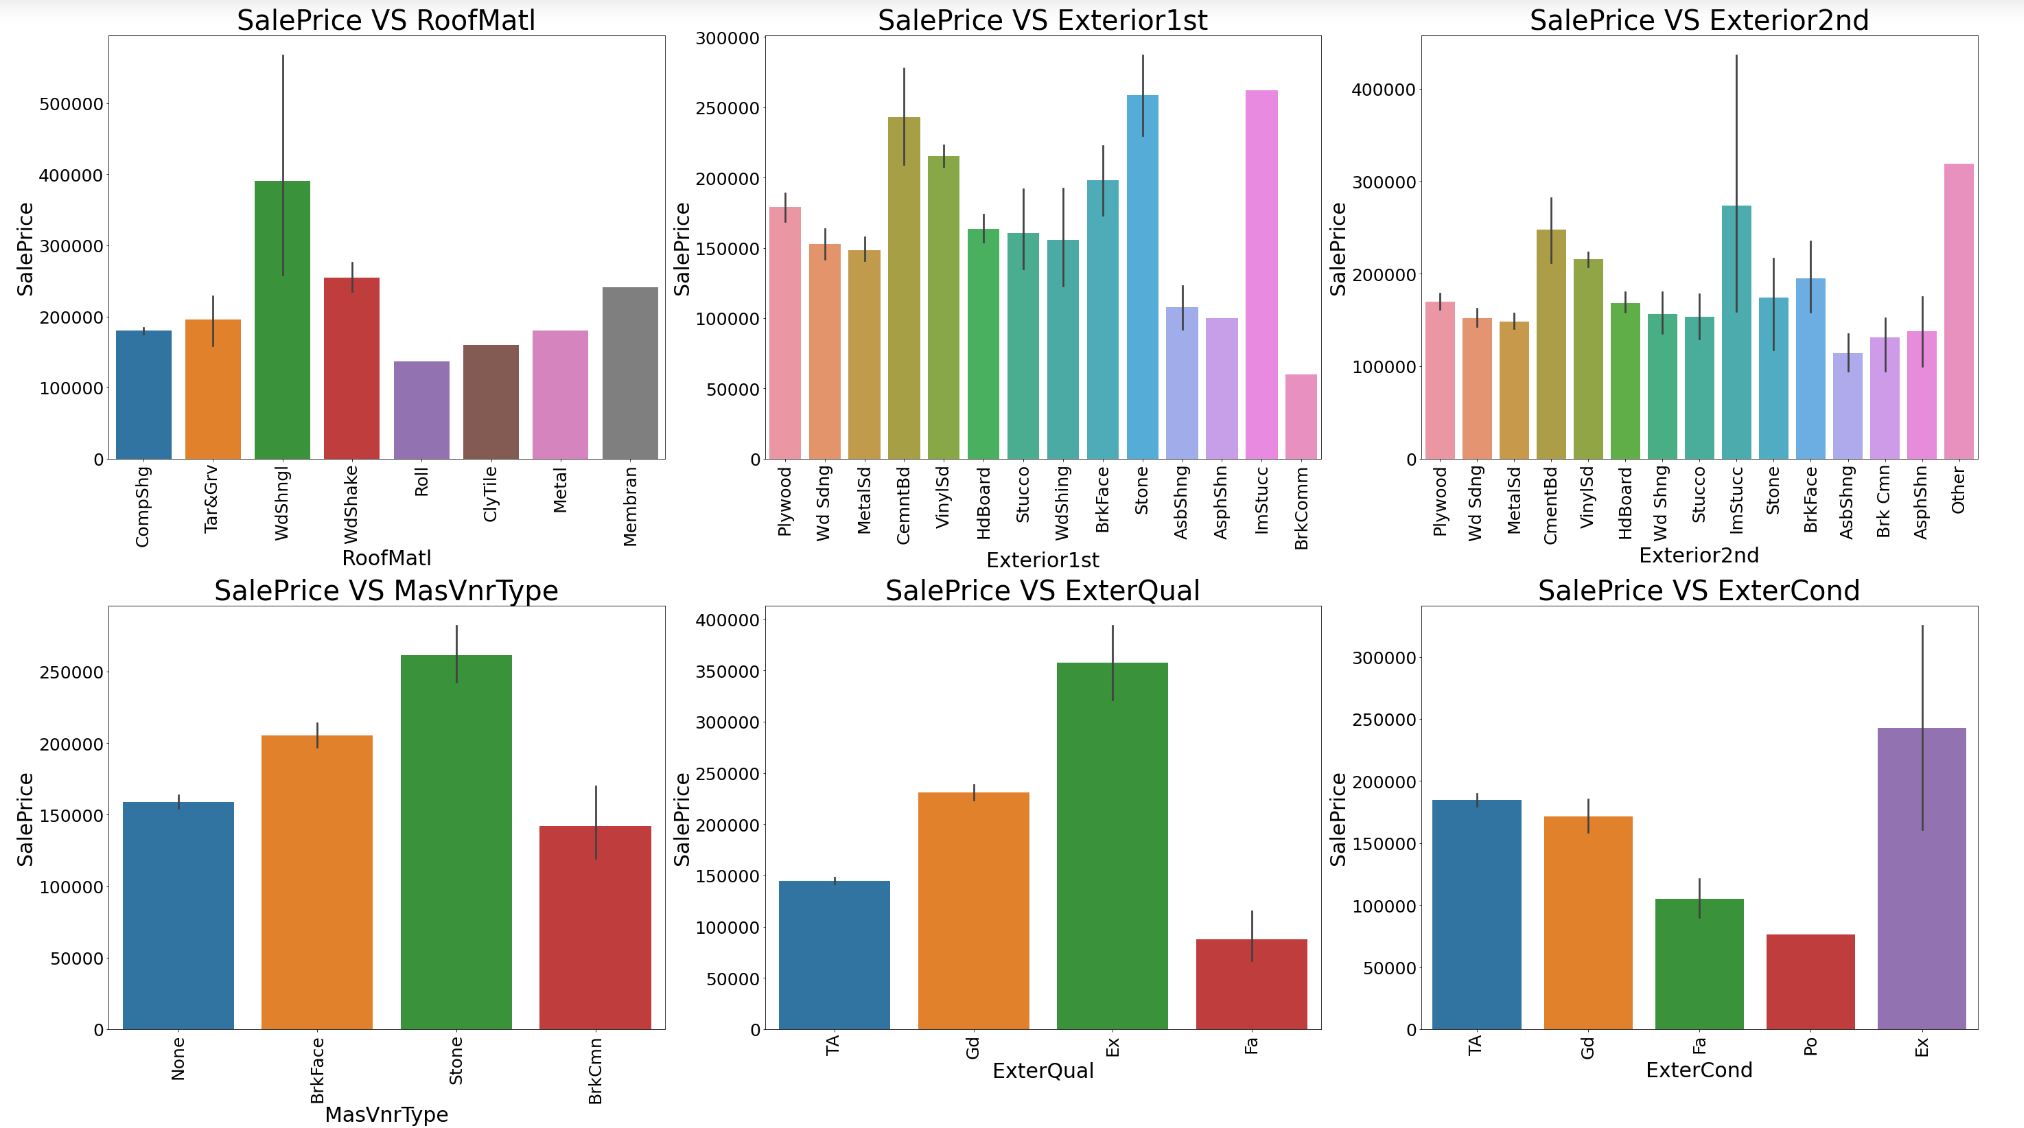 SalePrice VS RoofMatl
SalePrice
500000
400000
300000
200000
100000
0
CompShg
Tar&Grv
WdShngl
WdShake
Roll
ClyTile
Metal
Membran
RoofMatl
SalePrice VS Exterior1st
SalePrice
300000
250000
200000
150000
100000
50000
0
Plywood
Wd Sdng
MetalSd
CemntBd
VinylSd
HdBoard
Stucco
WdShing
BrkFace
Stone
AsbShng
AsphShn
ImStucc
BrkComm
Exterior1st
SalePrice VS Exterior2nd
SalePrice
400000
300000
200000
100000
0
Plywood
Wd Sdng
MetalSd
CmentBd
VinylSd
HdBoard
Wd Shng
Stucco
ImStucc
Stone
BrkFace
AsbShng
Brk Cmn
AsphShn
Other
Exterior2nd
SalePrice VS MasVnrType
SalePrice
250000
200000
150000
100000
50000
0
None
BrkFace
Stone
BrkCmn
MasVnrType
SalePrice VS ExterQual
SalePrice
400000
350000
300000
250000
200000
150000
100000
50000
0
TA
Gd
Ex
Fa
ExterQual
SalePrice VS ExterCond
SalePrice
300000
250000
200000
150000
100000
50000
0
TA
Gd
Fa
Po
Ex
ExterCond